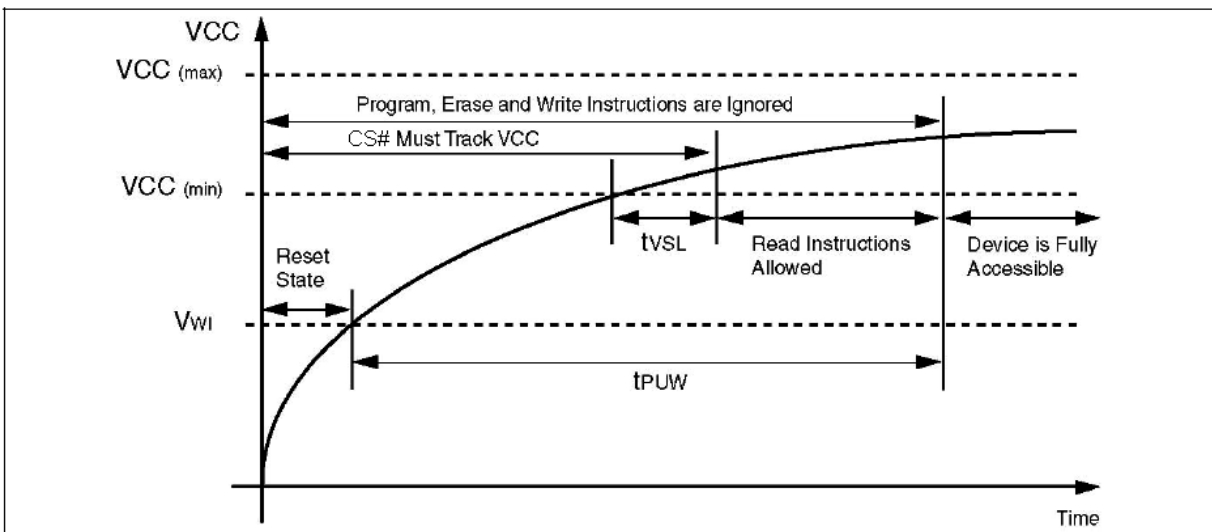 VCC
VCC (max)
Program, Erase and Write Instructions are Ignored
CS# Must Track VCC
VCC (min)
tVSL
Read Instructions
Allowed
Device is Fully
Accessible
Reset
State
VWI
tPUW
Time